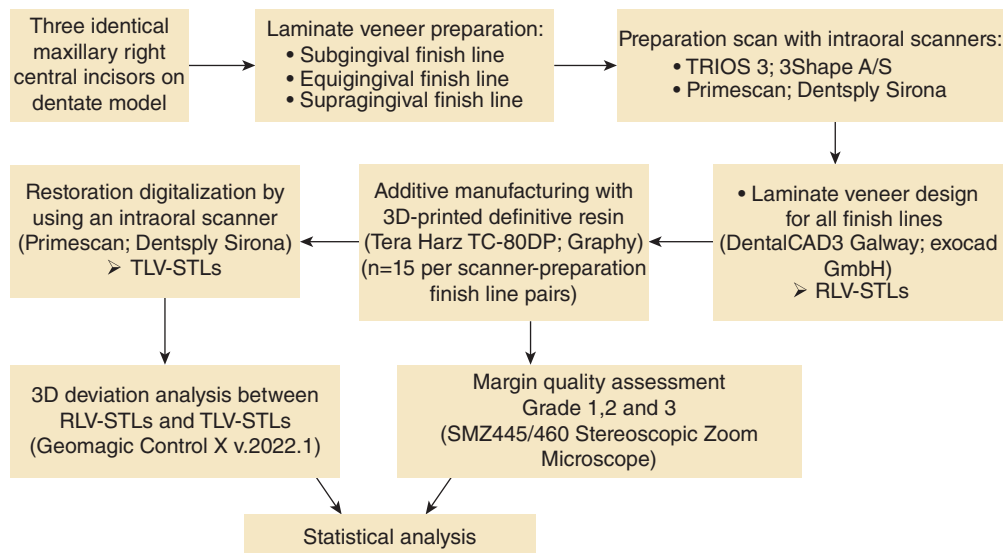 Three identical
maxillary right
central incisors on
dentate model
Laminate veneer preparation:
• Subgingival finish line
• Equigingival finish line
• Supragingival finish line
Preparation scan with intraoral scanners:
• TRIOS 3; 3Shape A/S
• Primescan; Dentsply Sirona
Restoration digitalization by
using an intraoral scanner
(Primescan; Dentsply Sirona)
➢ TLV-STLs
Additive manufacturing with
3D-printed definitive resin
(Tera Harz TC-80DP; Graphy)
(n=15 per scanner-preparation
finish line pairs)
• Laminate veneer design
for all finish lines
(DentalCAD3 Galway; exocad
GmbH)
➢ RLV-STLs
3D deviation analysis between
RLV-STLs and TLV-STLs
(Geomagic Control X v.2022.1)
Margin quality assessment
Grade 1,2 and 3
(SMZ445/460 Stereoscopic Zoom
Microscope)
Statistical analysis